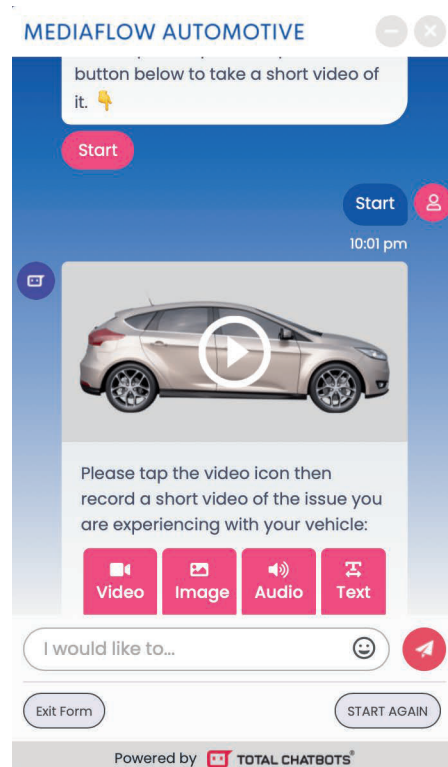 MEDIAFLOW AUTOMOTIVE
button below to take a short video of
it. 👇
Start
Start
10:01 pm
Please tap the video icon then
record a short video of the issue you
are experiencing with your vehicle:
Video Image Audio Text
I would like to...
Exit Form START AGAIN
Powered by TOTAL CHATBOTS®